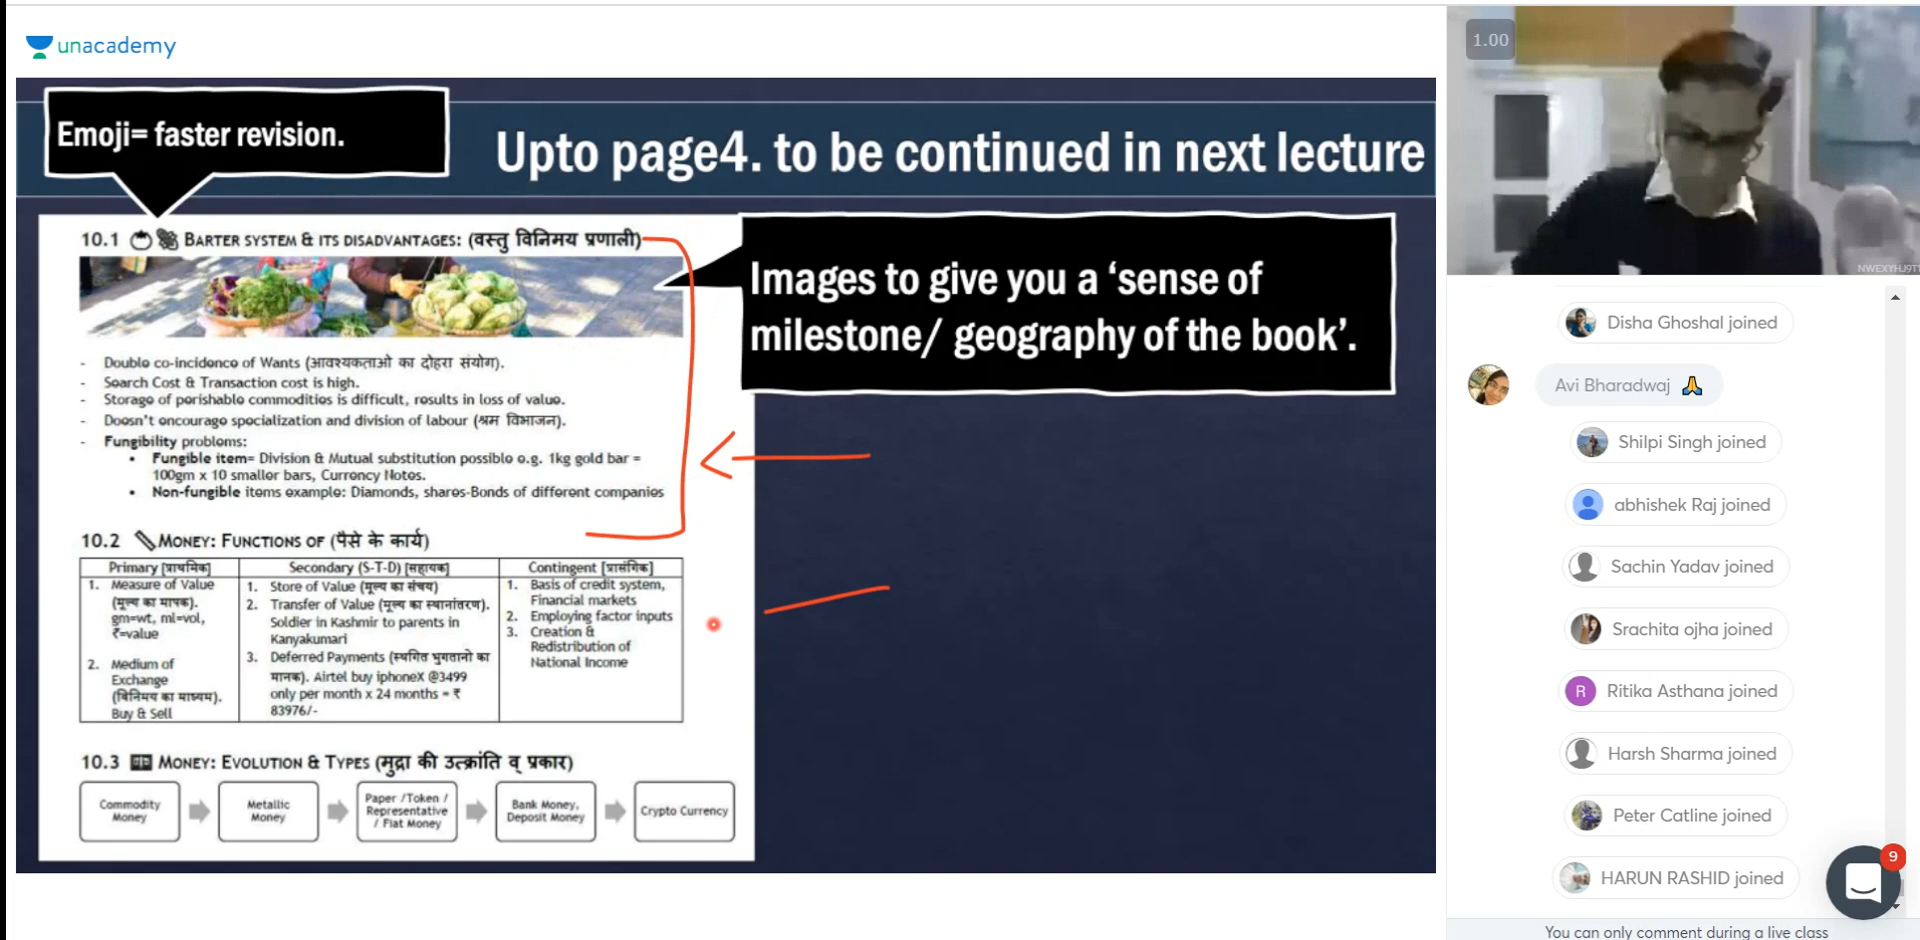 unacademy
Emoji= faster revision.
Upto page4. to be continued in next lecture
10.1 BARTER SYSTEM & ITS DISADVANTAGES: (वस्तु विनिमय प्रणाली)
Images to give you a ‘sense of
milestone/ geography of the book’.
- Double co-incidence of Wants (आवश्यकताओ का दोहरा संयोग).
- Search Cost & Transaction cost is high.
- Storage of perishable commodities is difficult, results in loss of value.
- Doesn't encourage specialization and division of labour (श्रम विभाजन).
- Fungibility problems:
• Fungible item= Division & Mutual substitution possible e.g. 1kg gold bar =
100gm x 10 smaller bars, Currency Notes.
• Non-fungible items example: Diamonds, shares-Bonds of different companies
10.2 MONEY: FUNCTIONS OF (पैसे के कार्य)
Primary [प्राथमिक]
1. Measure of Value
(मूल्य का मापक).
gm=wt, ml=vol,
₹=value
2. Medium of
Exchange
(विनिमय का माध्यम).
Buy & Sell
Secondary (S-T-D) [सहायक]
1. Store of Value (मूल्य का संचय)
2. Transfer of Value (मूल्य का स्थानांतरण).
Soldier in Kashmir to parents in
Kanyakumari
3. Deferred Payments (स्थगित भुगतानो का
मानक). Airtel buy iphoneX @3499
only per month x 24 months = ₹
83976/-
Contingent [प्रासंगिक]
1. Basis of credit system,
Financial markets
2. Employing factor inputs
3. Creation &
Redistribution of
National Income
10.3 MONEY: EVOLUTION & TYPES (मुद्रा की उत्क्रांति व् प्रकार)
Commodity
Money
Metallic
Money
Paper /Token /
Representative
/ Fiat Money
Bank Money,
Deposit Money
Crypto Currency
1.00
NWEXYHJ9T1
Disha Ghoshal joined
Avi Bharadwaj 🙏
Shilpi Singh joined
abhishek Raj joined
Sachin Yadav joined
Srachita ojha joined
R Ritika Asthana joined
Harsh Sharma joined
Peter Catline joined
HARUN RASHID joined
9
You can only comment during a live class